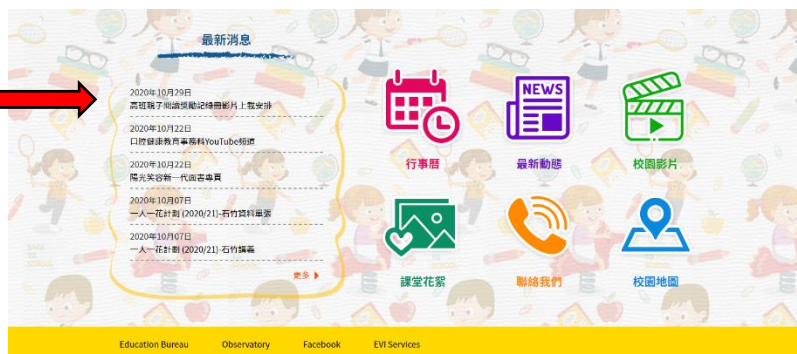 最新消息
2020年10月29日
高班親子閱讀獎勵記錄冊影片上載安排
2020年10月22日
口腔健康教育事務科YouTube頻道
2020年10月22日
陽光笑容新一代面書專頁
2020年10月07日
一人一花計劃 (2020/21)-石竹資料單張
2020年10月07日
一人一花計劃 (2020/21)-石竹講義
更多
NEWS
行事曆
最新動態
校園影片
課堂花絮
聯絡我們
校園地圖
Education Bureau Observatory Facebook EVI Services